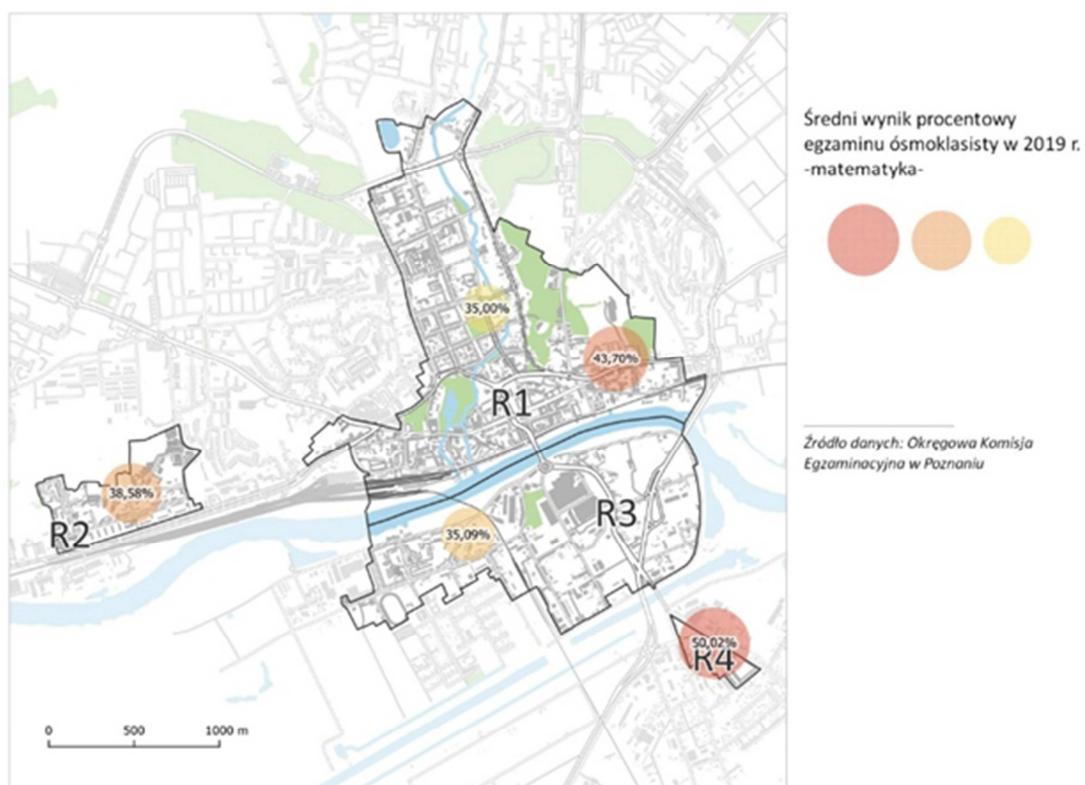 Średni wynik procentowy
egzaminu ósmoklasisty w 2019 r.
-matematyka-
35,00%
43,70%
R1
38,58%
R2
R3
35,09%
50,02%
R4
0 500 1000 m
Źródło danych: Okręgowa Komisja
Egzaminacyjna w Poznaniu